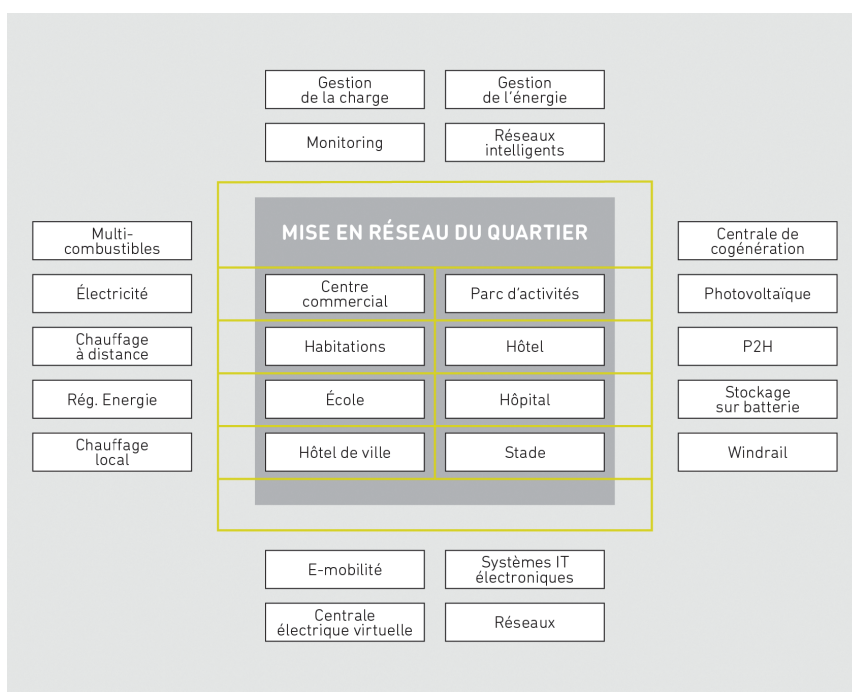 Gestion
de la charge
Gestion
de l'énergie
Monitoring
Réseaux
intelligents
MISE EN RÉSEAU DU QUARTIER
Multi-
combustibles
Électricité
Chauffage
à distance
Rég. Energie
Chauffage
local
Centre
commercial
Parc d'activités
Habitations
Hôtel
École
Hôpital
Hôtel de ville
Stade
Centrale de
cogénération
Photovoltaïque
P2H
Stockage
sur batterie
Windrail
E-mobilité
Systèmes IT
électroniques
Centrale
électrique virtuelle
Réseaux